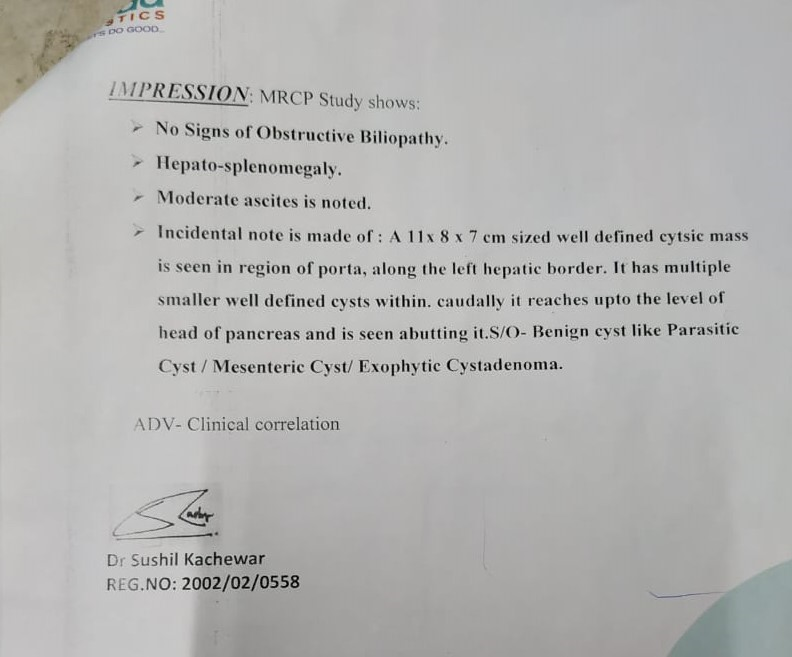 TICS
DO GOOD..
IMPRESSION: MRCP Study shows:
➢ No Signs of Obstructive Biliopathy.
➢ Hepato-splenomegaly.
➢ Moderate ascites is noted.
➢ Incidental note is made of : A 11x 8 x 7 cm sized well defined cytsic mass
is seen in region of porta, along the left hepatic border. It has multiple
smaller well defined cysts within. caudally it reaches upto the level of
head of pancreas and is seen abutting it.S/O- Benign cyst like Parasitic
Cyst / Mesenteric Cyst/ Exophytic Cystadenoma.
ADV- Clinical correlation
Dr Sushil Kachewar
REG.NO: 2002/02/0558